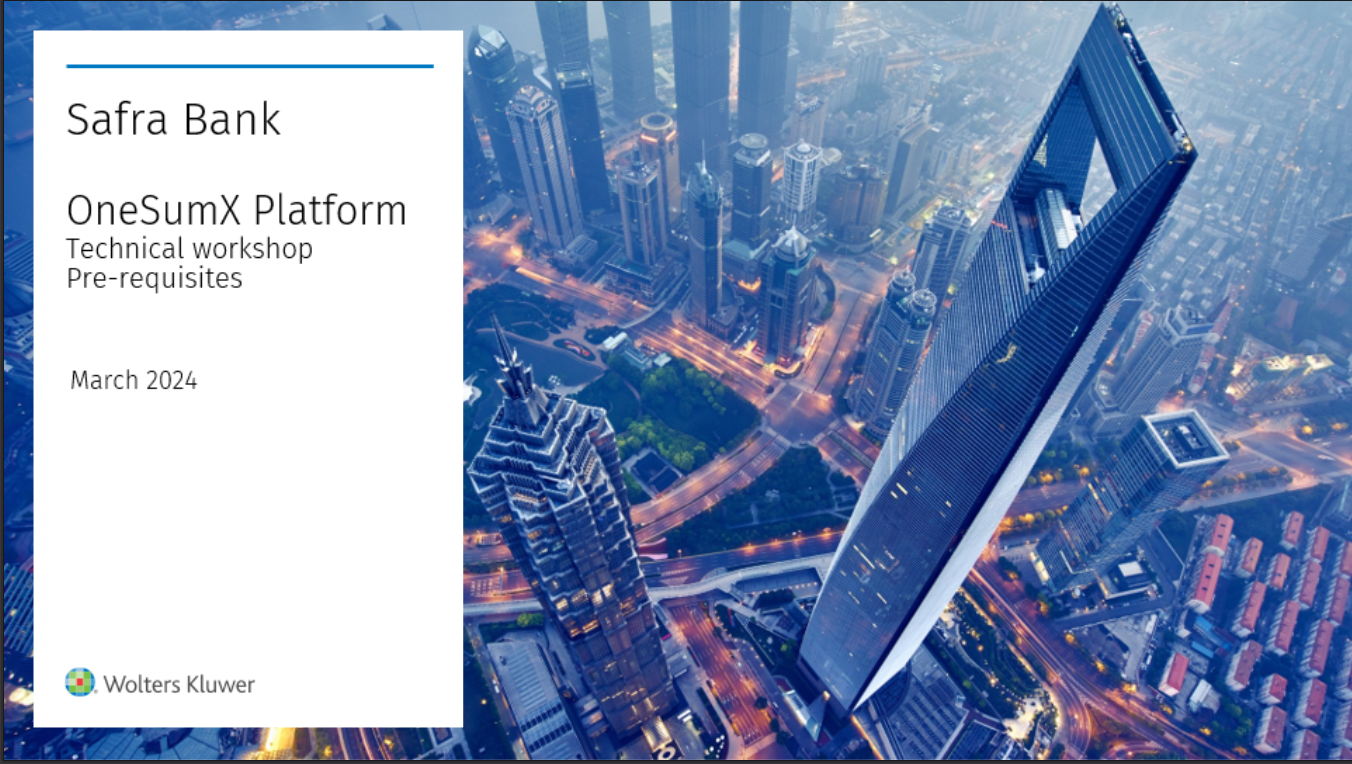 Safra Bank
OneSumX Platform
Technical workshop
Pre-requisites
March 2024
Wolters Kluwer